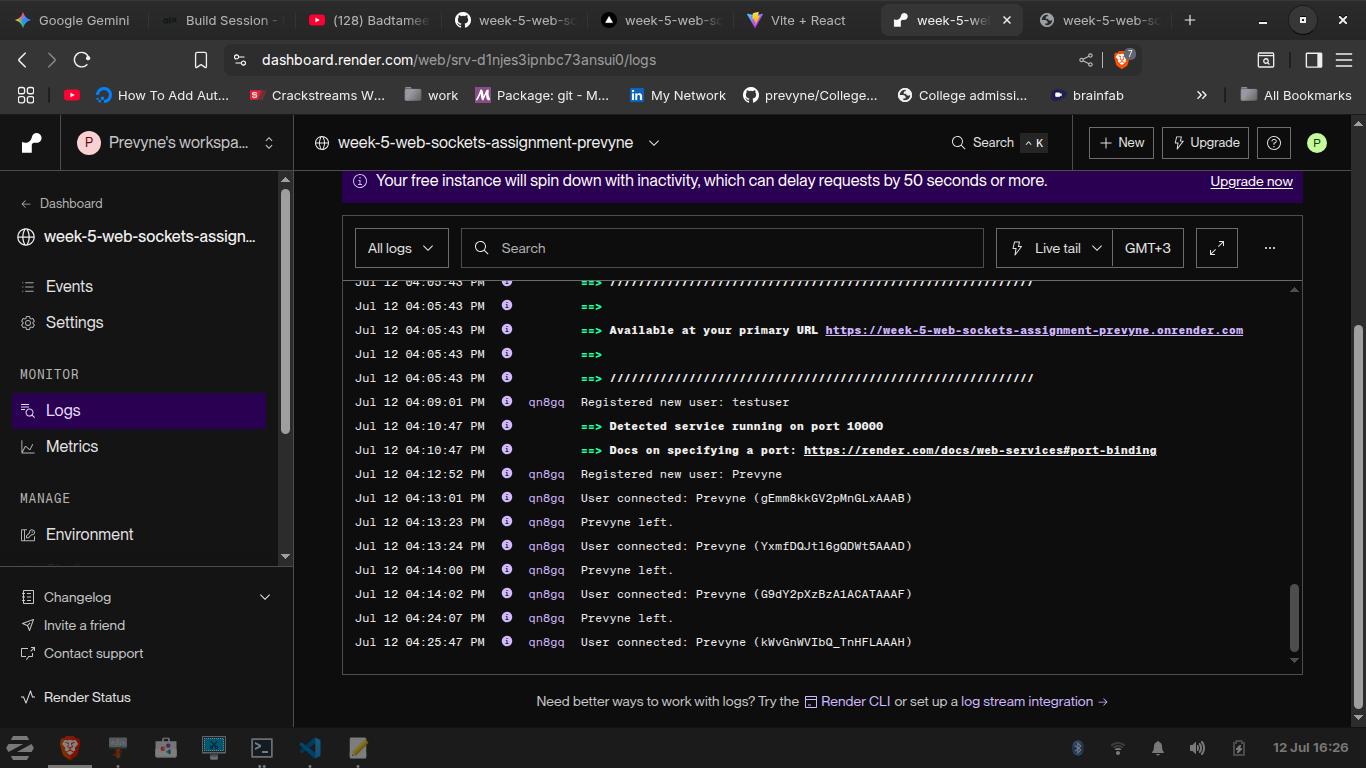 Google Gemini
Build Session -
(128) Badtamee
week-5-web-so
week-5-web-so
Vite + React
week-5-wel
week-5-web-so
dashboard.render.com/web/srv-d1njes3ipnbc73ansui0/logs
7
How To Add Aut...
Crackstreams W...
work
Package: git - M...
My Network
prevyne/College...
College admissi...
brainfab
All Bookmarks
P Prevyne's workspa...
week-5-web-sockets-assignment-prevyne
Search ^ K
+ New
Upgrade
P
← Dashboard
week-5-web-sockets-assign...
Events
Settings
MONITOR
Logs
Metrics
MANAGE
Environment
Changelog
Invite a friend
Contact support
Render Status
Your free instance will spin down with inactivity, which can delay requests by 50 seconds or more.
Upgrade now
All logs
Search
Live tail
GMT+3
...
Jul 12 04:05:43 PM ==> ///////////////////////////////////////////////////////////
Jul 12 04:05:43 PM ==>
Jul 12 04:05:43 PM ==> Available at your primary URL https://week-5-web-sockets-assignment-prevyne.onrender.com
Jul 12 04:05:43 PM ==>
Jul 12 04:05:43 PM ==> ///////////////////////////////////////////////////////////
Jul 12 04:09:01 PM qn8gq Registered new user: testuser
Jul 12 04:10:47 PM ==> Detected service running on port 10000
Jul 12 04:10:47 PM ==> Docs on specifying a port: https://render.com/docs/web-services#port-binding
Jul 12 04:12:52 PM qn8gq Registered new user: Prevyne
Jul 12 04:13:01 PM qn8gq User connected: Prevyne (gEmm8kkGV2pMnGLxAAAB)
Jul 12 04:13:23 PM qn8gq Prevyne left.
Jul 12 04:13:24 PM qn8gq User connected: Prevyne (YxmfDQJtl6gQDWt5AAAD)
Jul 12 04:14:00 PM qn8gq Prevyne left.
Jul 12 04:14:02 PM qn8gq User connected: Prevyne (G9dY2pXzBzA1ACATAAAF)
Jul 12 04:24:07 PM qn8gq Prevyne left.
Jul 12 04:25:47 PM qn8gq User connected: Prevyne (kWvGnWVIbQ_TnHFLAAAH)
Need better ways to work with logs? Try the Render CLI or set up a log stream integration →
12 Jul 16:26